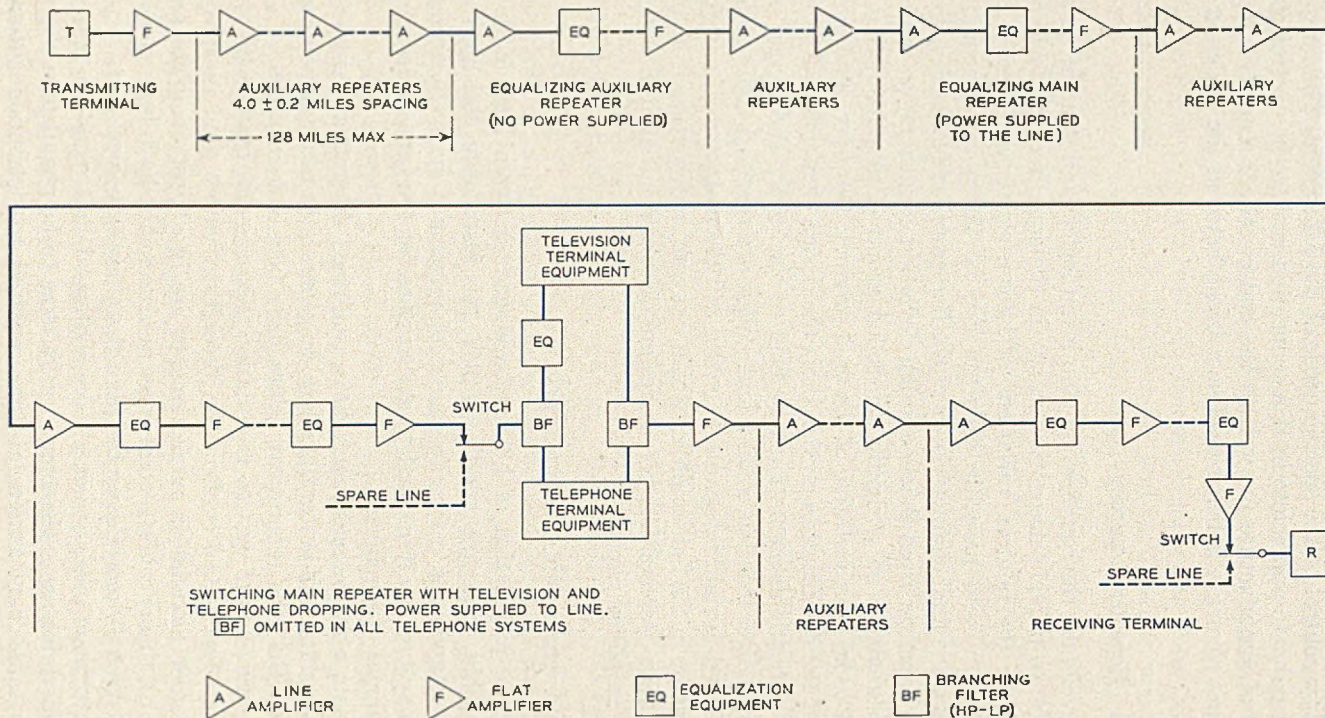 T
F
A
A
A
A
EQ
F
A
A
A
EQ
F
A
A
TRANSMITTING
TERMINAL
AUXILIARY REPEATERS
4.0 ± 0.2 MILES SPACING
128 MILES MAX
EQUALIZING AUXILIARY
REPEATER
(NO POWER SUPPLIED)
AUXILIARY
REPEATERS
EQUALIZING MAIN
REPEATER
(POWER SUPPLIED
TO THE LINE)
AUXILIARY
REPEATERS
TELEVISION
TERMINAL
EQUIPMENT
EQ
A
EQ
F
EQ
F
SWITCH
BF
BF
F
A
A
A
EQ
F
EQ
SPARE LINE
TELEPHONE
TERMINAL
EQUIPMENT
F
SWITCH
R
SPARE LINE
SWITCHING MAIN REPEATER WITH TELEVISION AND
TELEPHONE DROPPING. POWER SUPPLIED TO LINE.
BF OMITTED IN ALL TELEPHONE SYSTEMS
AUXILIARY
REPEATERS
RECEIVING TERMINAL
A LINE
AMPLIFIER
F FLAT
AMPLIFIER
EQ EQUALIZATION
EQUIPMENT
BF BRANCHING
FILTER
(HP-LP)